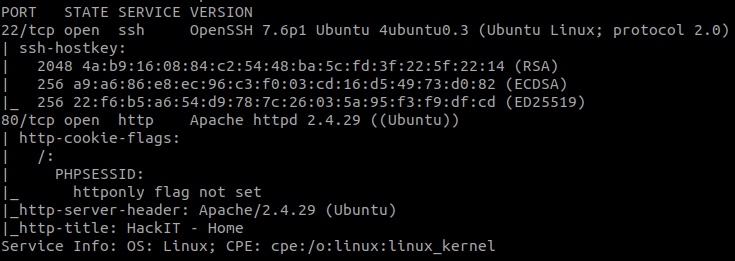 PORT   STATE SERVICE VERSION
22/tcp open  ssh     OpenSSH 7.6p1 Ubuntu 4ubuntu0.3 (Ubuntu Linux; protocol 2.0)
| ssh-hostkey:
|   2048 4a:b9:16:08:84:c2:54:48:ba:5c:fd:3f:22:5f:22:14 (RSA)
|   256 a9:a6:86:e8:ec:96:c3:f0:03:cd:16:d5:49:73:d0:82 (ECDSA)
|_  256 22:f6:b5:a6:54:d9:78:7c:26:03:5a:95:f3:f9:df:cd (ED25519)
80/tcp open  http    Apache httpd 2.4.29 ((Ubuntu))
| http-cookie-flags:
|   /:
|     PHPSESSID:
|_      httponly flag not set
|_http-server-header: Apache/2.4.29 (Ubuntu)
|_http-title: HackIT - Home
Service Info: OS: Linux; CPE: cpe:/o:linux:linux_kernel